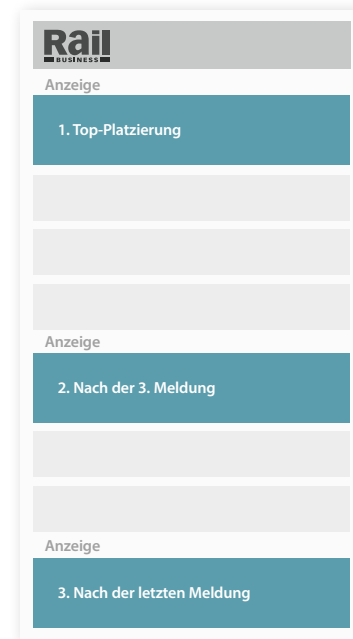 Rail
BUSINESS
Anzeige
1. Top-Platzierung
Anzeige
2. Nach der 3. Meldung
Anzeige
3. Nach der letzten Meldung